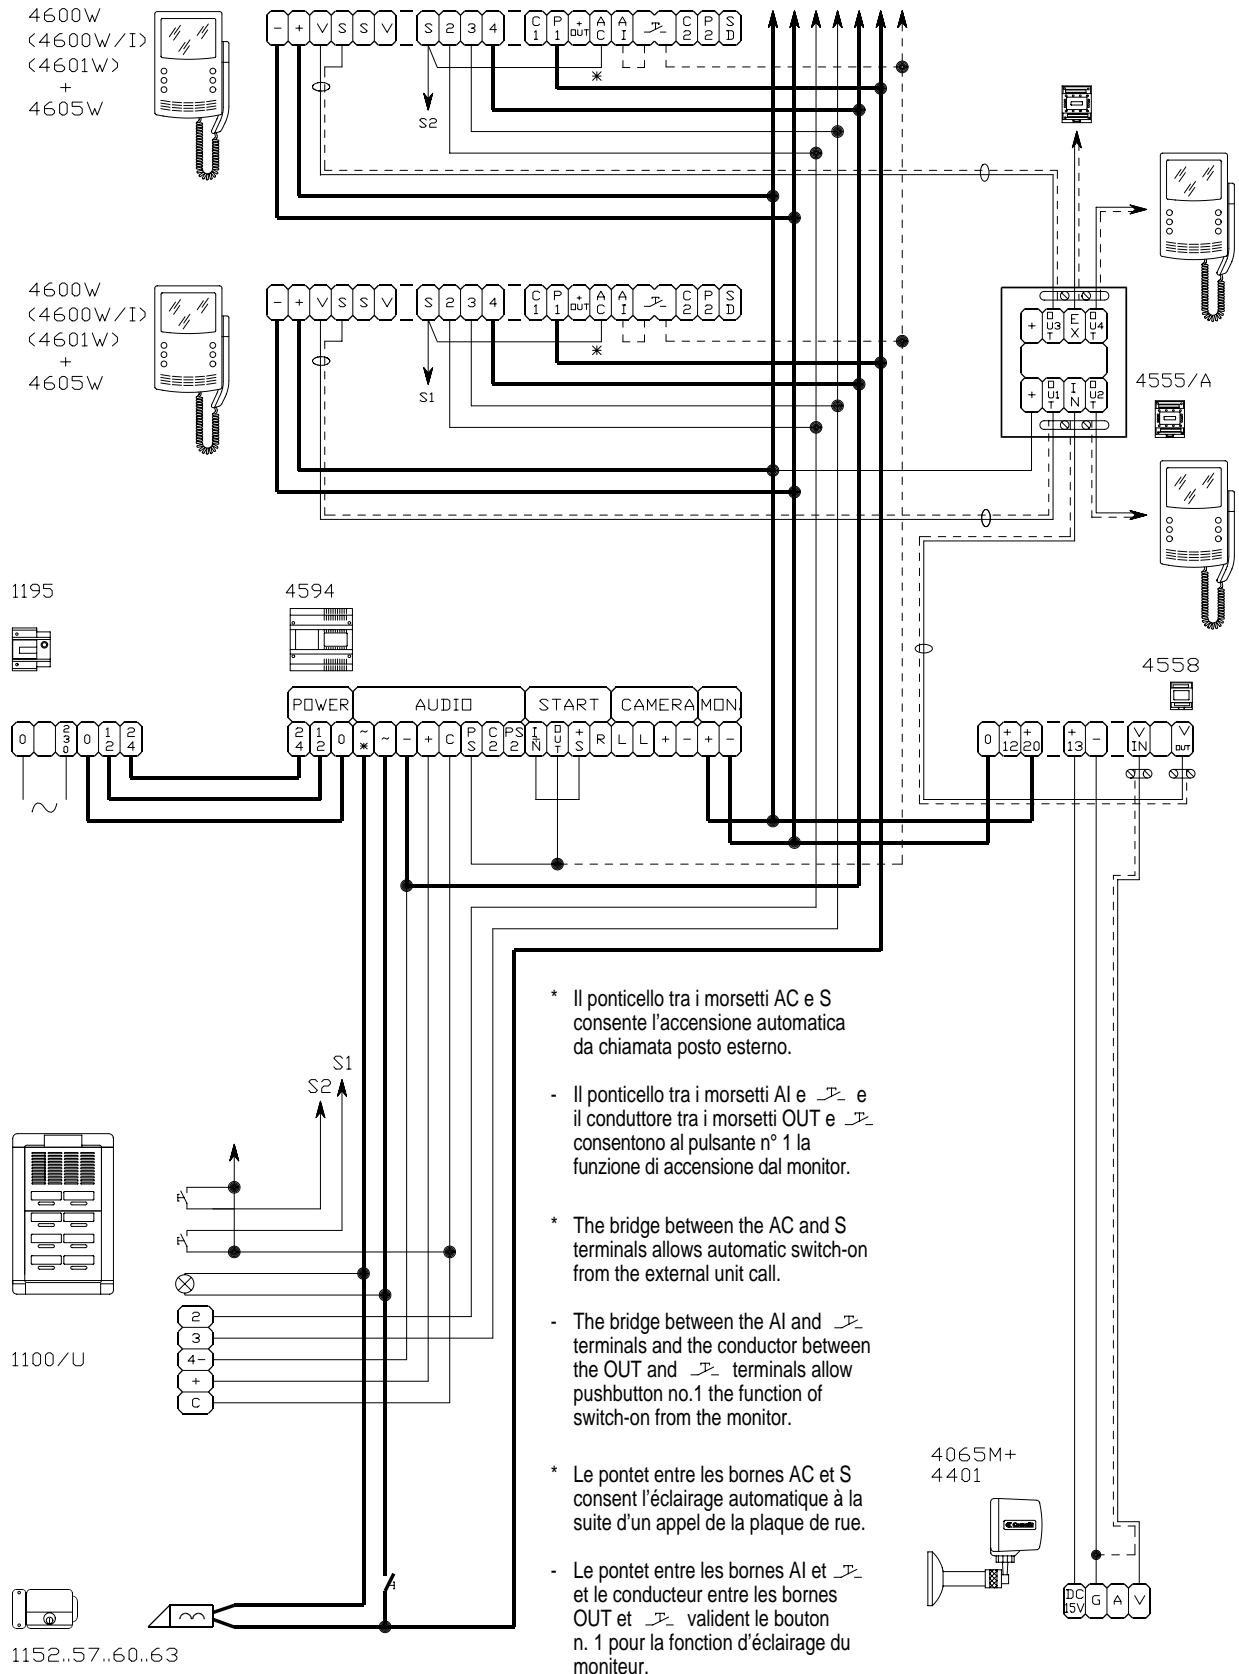 4600W
(4600W/I)
(4601W)
+
4605W
- + V S S V S 2 3 4 C1 P1 +OUT AC AI C2 P2 SD
*
S2
4600W
(4600W/I)
(4601W)
+
4605W
- + V S S V S 2 3 4 C1 P1 +OUT AC AI C2 P2 SD
*
S1
+ OUT3 EX OUT4
+ OUT1 IN OUT2
4555/A
1195
4594
4558
POWER AUDIO START CAMERA MON.
0 230 0 12 24
24 12 0 ~* ~ - + C PS C2 PS2 IN OUT +S R L L + - + -
0 +12 +20 +13 - V IN V OUT
~
* Il ponticello tra i morsetti AC e S
consente l'accensione automatica
da chiamata posto esterno.
- Il ponticello tra i morsetti AI e e
il conduttore tra i morsetti OUT e
consentono al pulsante n° 1 la
funzione di accensione dal monitor.
* The bridge between the AC and S
terminals allows automatic switch-on
from the external unit call.
- The bridge between the AI and
terminals and the conductor between
the OUT and terminals allow
pushbutton no.1 the function of
switch-on from the monitor.
* Le pontet entre les bornes AC et S
consent l'éclairage automatique à la
suite d'un appel de la plaque de rue.
- Le pontet entre les bornes AI et
et le conducteur entre les bornes
OUT et valident le bouton
n. 1 pour la fonction d'éclairage du
moniteur.
S1
S2
2
3
4-
+
C
1100/U
4065M+
4401
Comelit
DC 15V G A V
1152..57..60..63